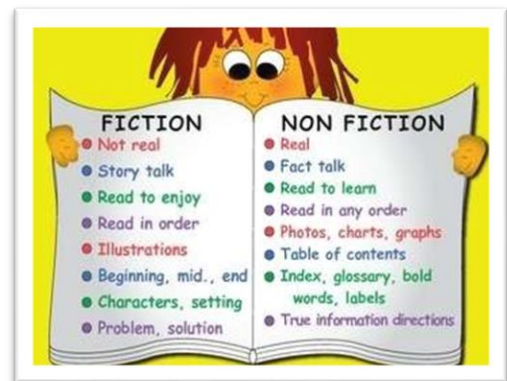 FICTION
Not real
Story talk
Read to enjoy
Read in order
Illustrations
Beginning, mid., end
Characters, setting
Problem, solution
NON FICTION
Real
Fact talk
Read to learn
Read in any order
Photos, charts, graphs
Table of contents
Index, glossary, bold
words, labels
True information directions